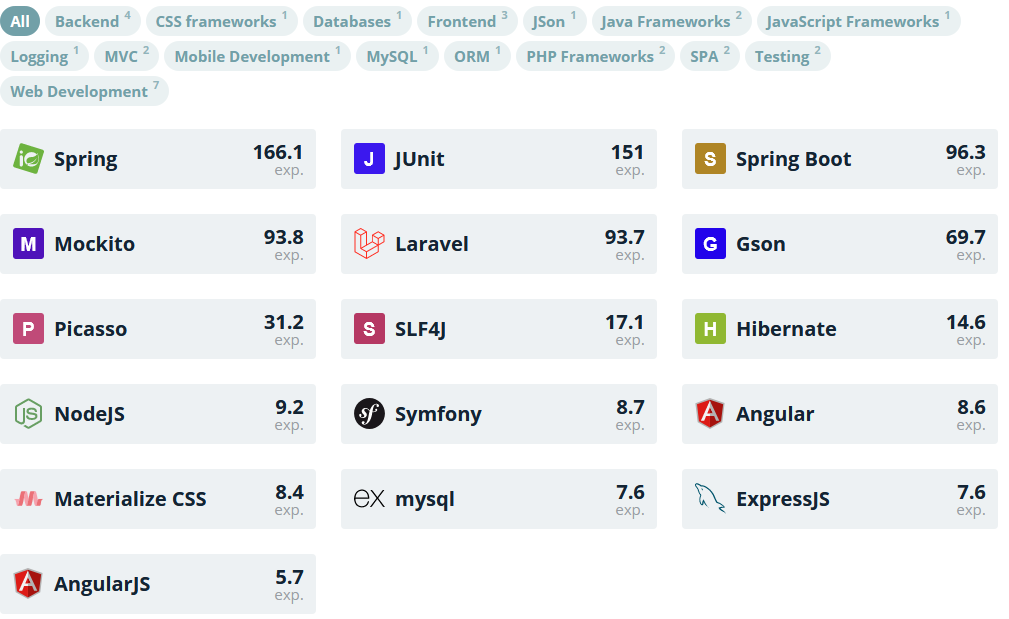 All Backend 4 CSS frameworks 1 Databases 1 Frontend 3 JSon 1 Java Frameworks 2 JavaScript Frameworks 1
Logging 1 MVC 2 Mobile Development 1 MySQL 1 ORM 1 PHP Frameworks 2 SPA 2 Testing 2
Web Development 7
Spring 166.1 exp. J JUnit 151 exp. S Spring Boot 96.3 exp.
M Mockito 93.8 exp. Laravel 93.7 exp. G Gson 69.7 exp.
P Picasso 31.2 exp. S SLF4J 17.1 exp. H Hibernate 14.6 exp.
JS NodeJS 9.2 exp. sf Symfony 8.7 exp. A Angular 8.6 exp.
Materialize CSS 8.4 exp. ex mysql 7.6 exp. ExpressJS 7.6 exp.
A AngularJS 5.7 exp.